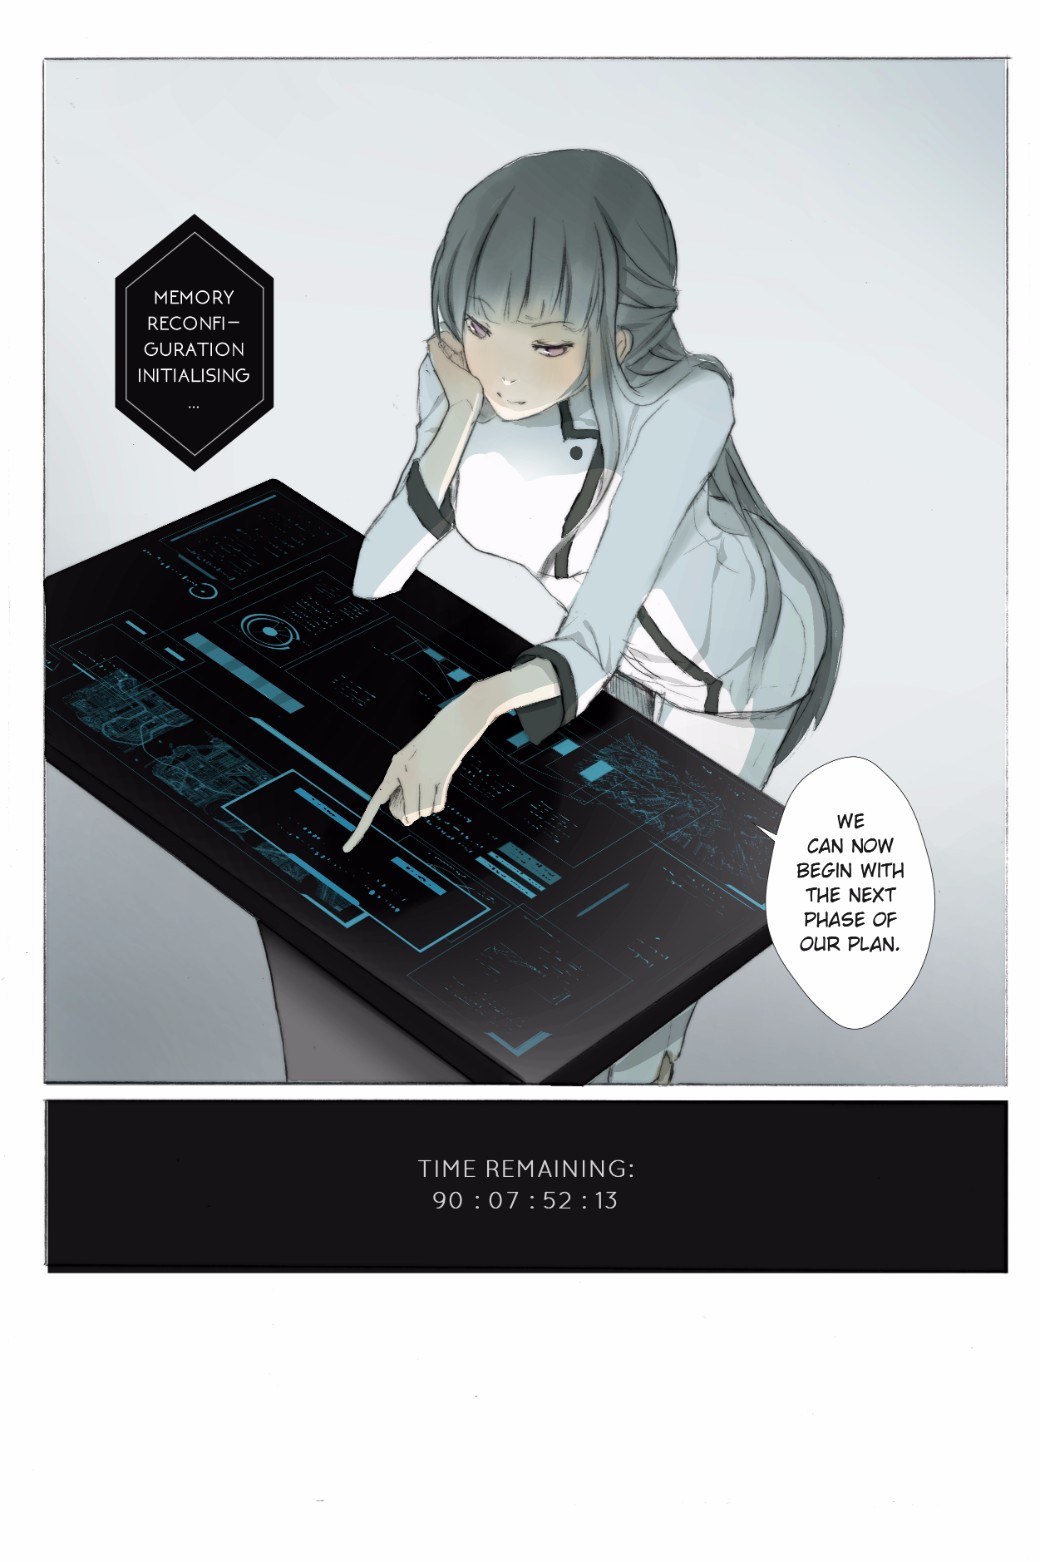 MEMORY
RECONFI-
GURATION
INITIALISING
...
WE
CAN NOW
BEGIN WITH
THE NEXT
PHASE OF
OUR PLAN.
TIME REMAINING:
90 : 07 : 52 : 13